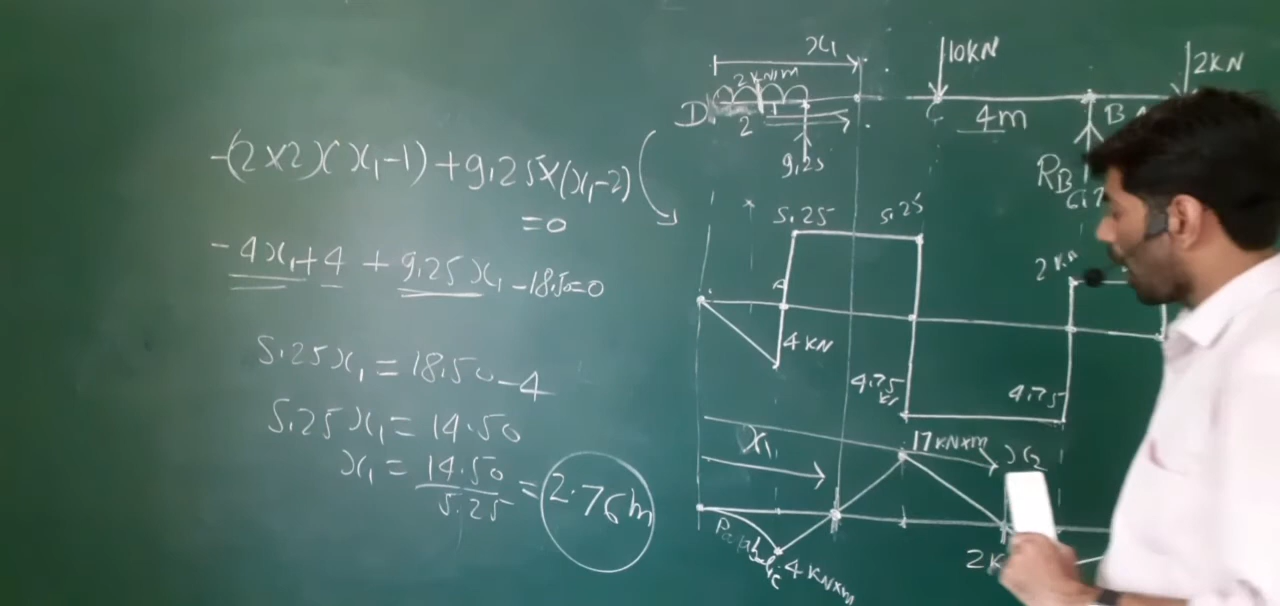 -(2×2)(x₁-1)+9.25×(x₁-2)
=0
-4x₁+4+9.25x₁-18.50=0
5.25x₁=18.50-4
5.25x₁=14.50
x₁=14.50/5.25=2.76m
x₁
2KN/m
D
2
9.25
10KN
C
4m
2KN
B
RB
5.25
5.25
A
4KN
4.75
2KN
4.75
x₁
17KN×m
x₂
Parabolic
4KN×m